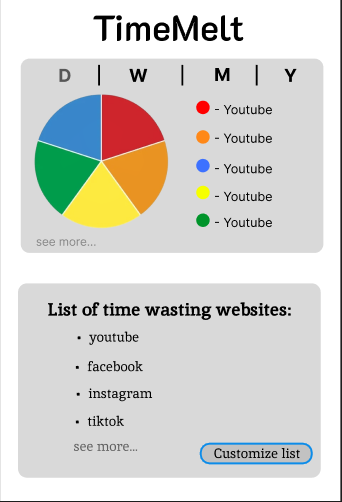 TimeMelt
D | W | M | Y
- Youtube
- Youtube
- Youtube
- Youtube
- Youtube
see more...
List of time wasting websites:
• youtube
• facebook
• instagram
• tiktok
see more...
Customize list